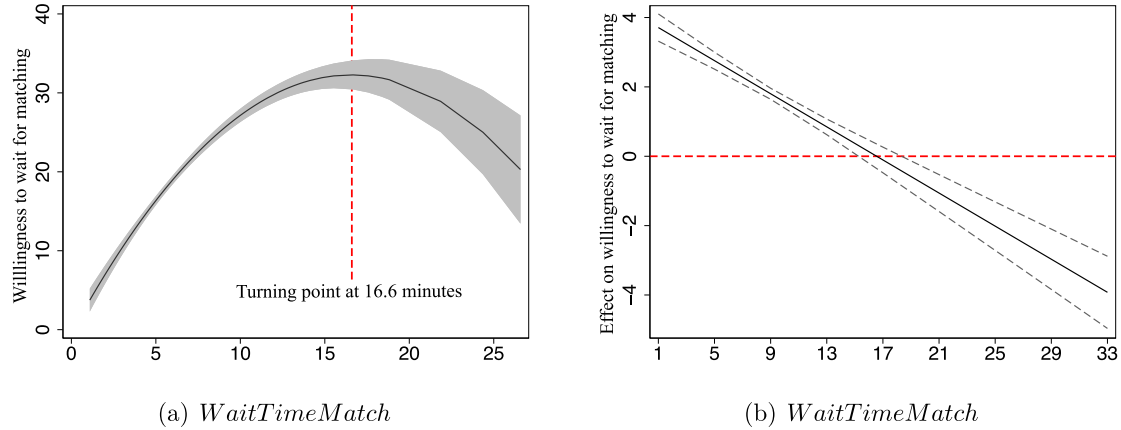 Willlingness to wait for matching
40
30
20
10
0
Turning point at 16.6 minutes
0 5 10 15 20 25
(a) WaitTimeMatch
Effect on willingness to wait for matching
4
2
0
−2
−4
1 5 9 13 17 21 25 29 33
(b) WaitTimeMatch